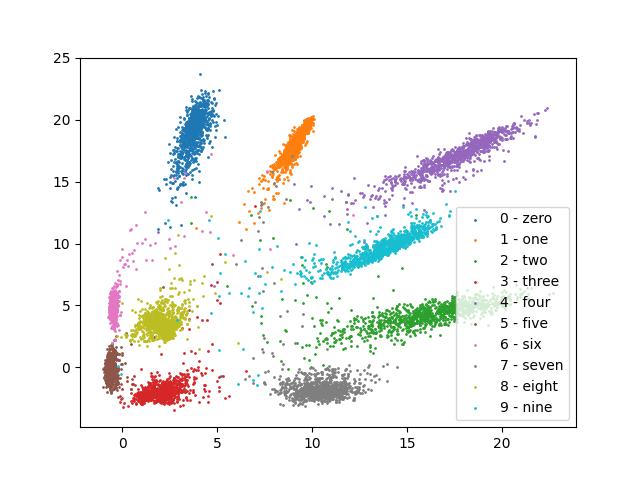 25
20
15
10
5
0
0 5 10 15 20
0 - zero
1 - one
2 - two
3 - three
4 - four
5 - five
6 - six
7 - seven
8 - eight
9 - nine